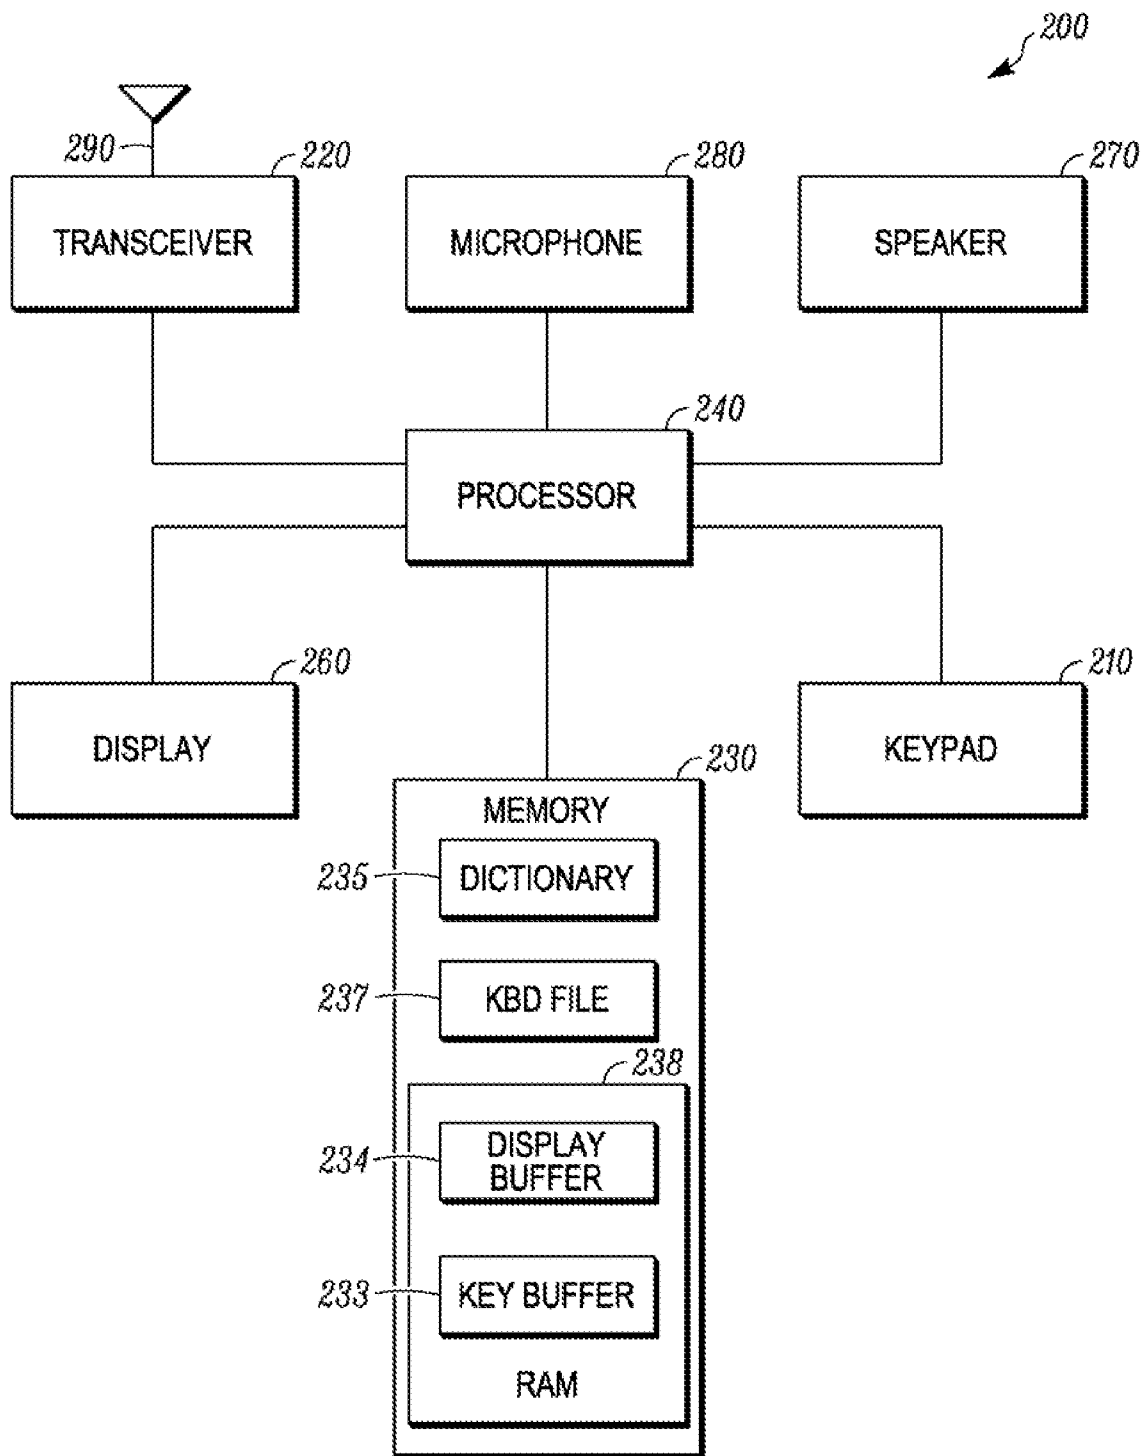 200
290
220
280
270
TRANSCEIVER
MICROPHONE
SPEAKER
240
PROCESSOR
260
210
DISPLAY
KEYPAD
230
MEMORY
235
DICTIONARY
237
KBD FILE
238
234
DISPLAY
BUFFER
233
KEY BUFFER
RAM